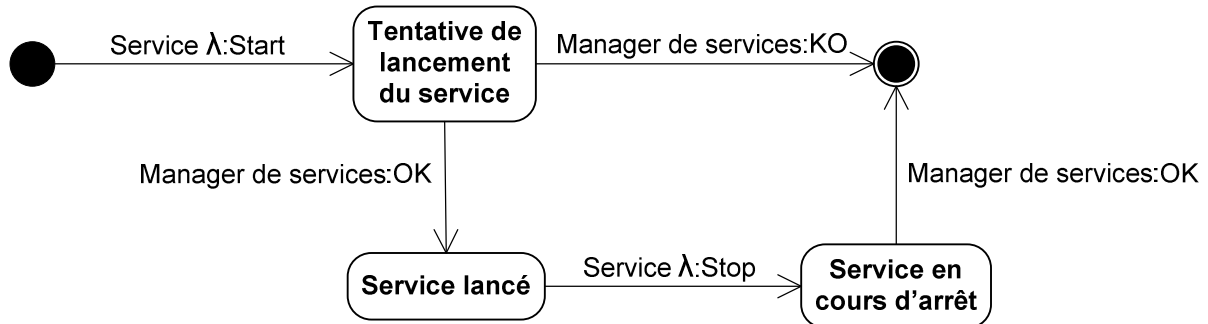 Service λ:Start
Tentative de
lancement
du service
Manager de services:KO
Manager de services:OK
Manager de services:OK
Service lancé
Service λ:Stop
Service en
cours d’arrêt